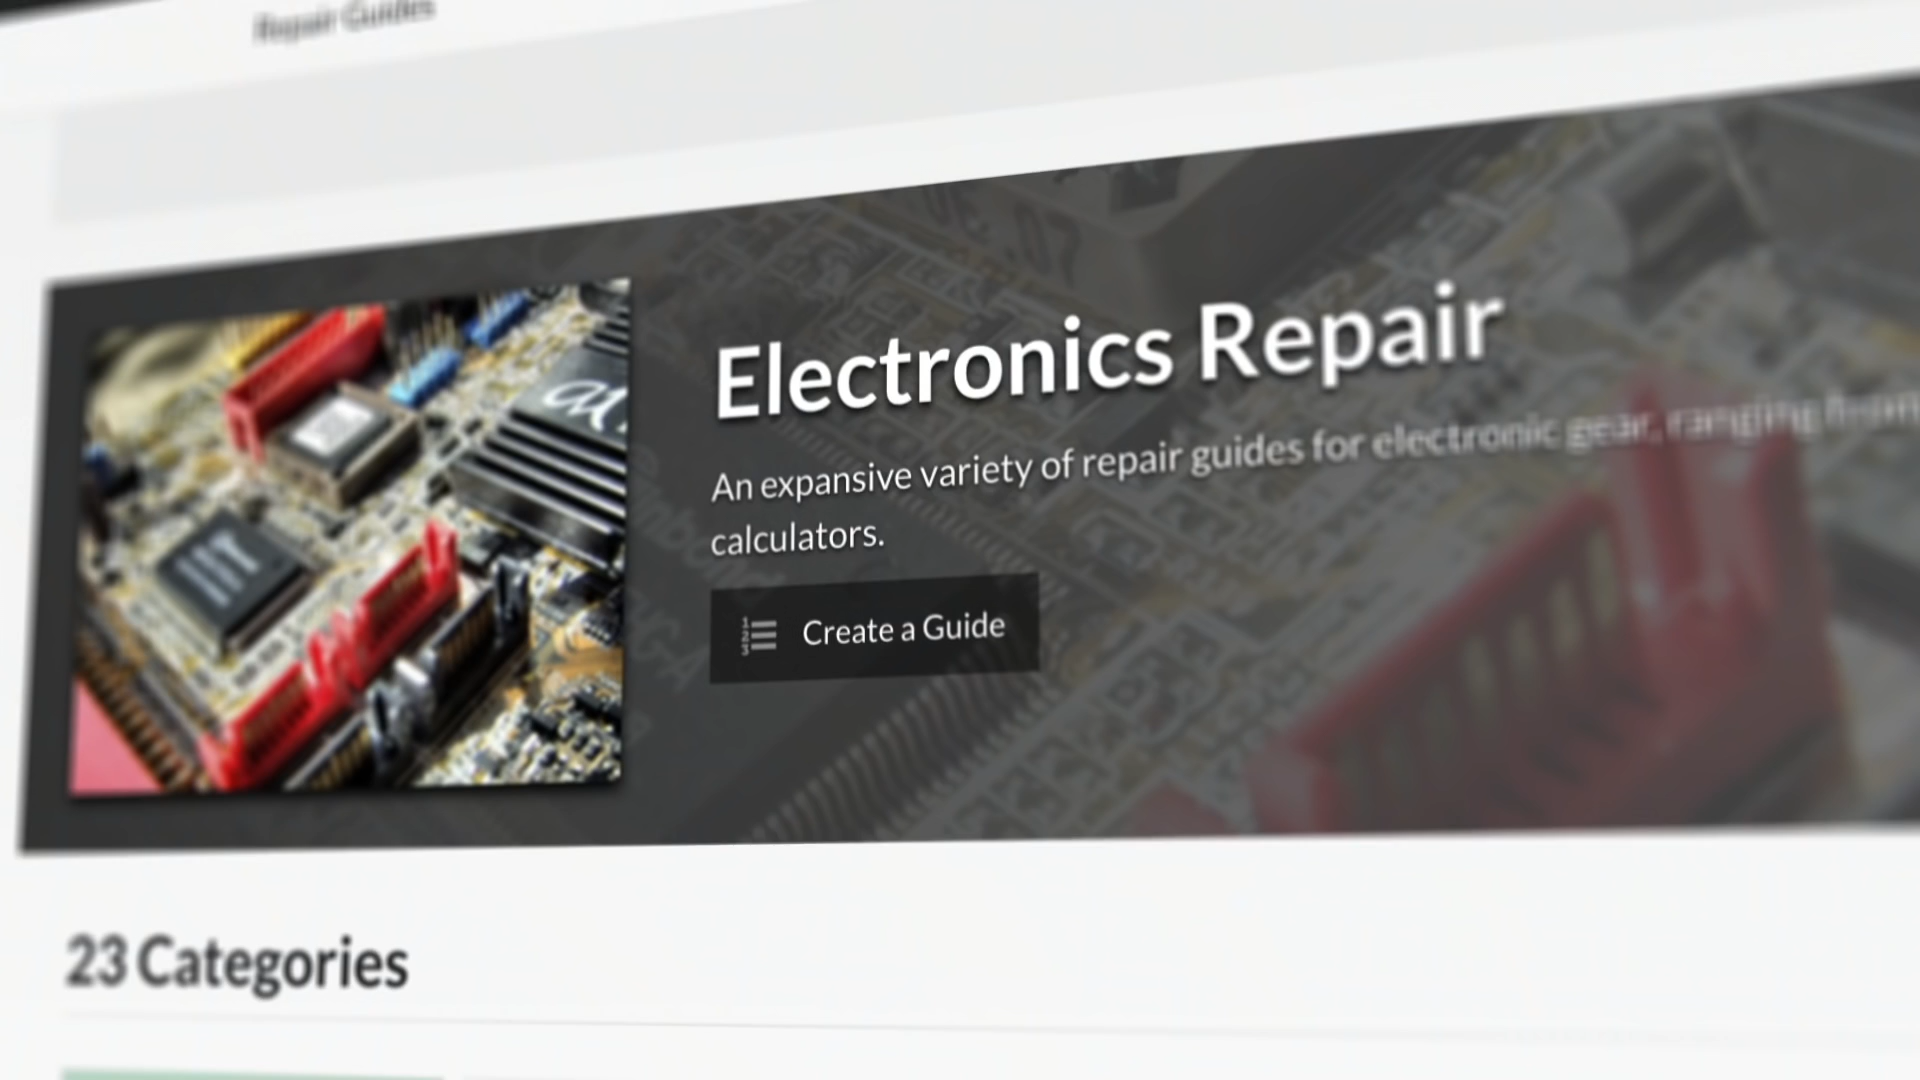 Repair Guides
Electronics Repair
An expansive variety of repair guides for electronic gear, ranging from
calculators.
Create a Guide
23 Categories